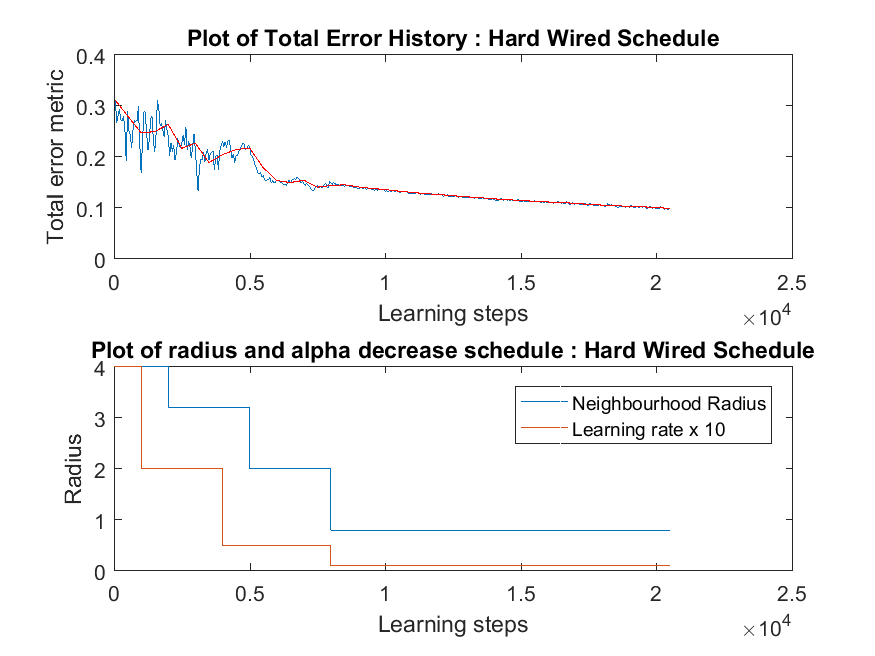 Plot of Total Error History : Hard Wired Schedule
Total error metric
0.4
0.3
0.2
0.1
0
0 0.5 1 1.5 2 2.5
×10^4
Learning steps
Plot of radius and alpha decrease schedule : Hard Wired Schedule
Radius
4
3
2
1
0
Neighbourhood Radius
Learning rate x 10
0 0.5 1 1.5 2 2.5
×10^4
Learning steps